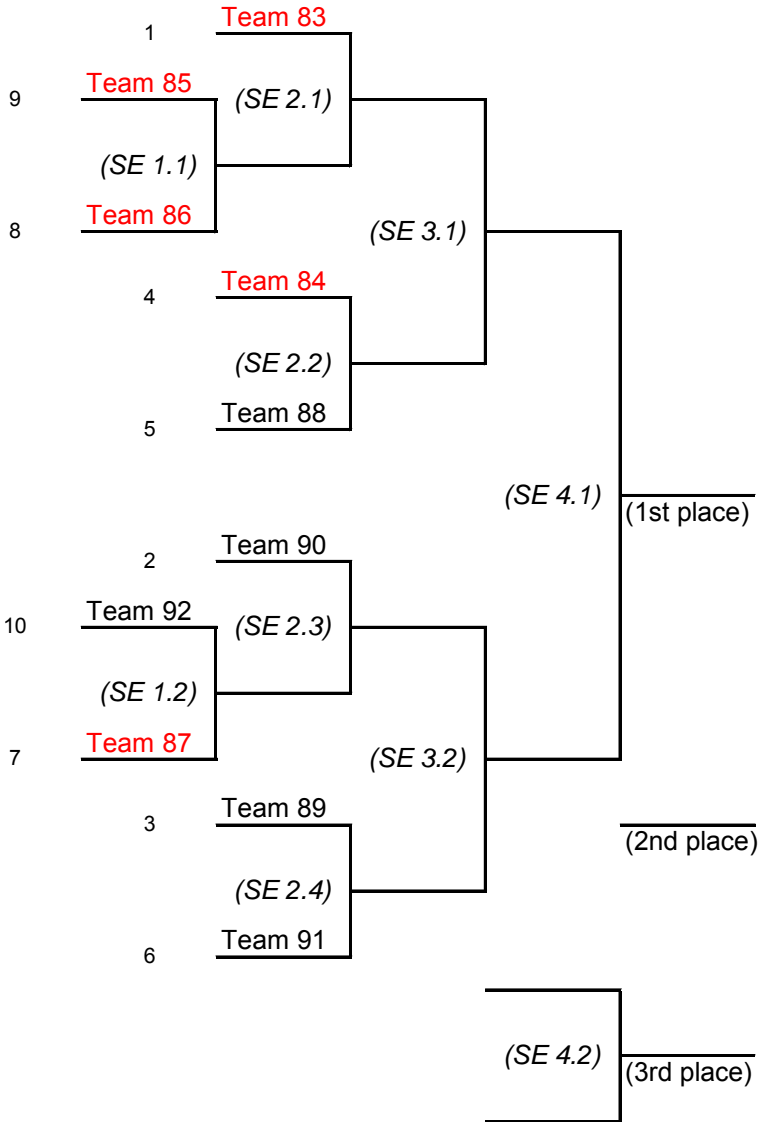 1 Team 83
9 Team 85
(SE 2.1)
(SE 1.1)
8 Team 86
(SE 3.1)
4 Team 84
(SE 2.2)
5 Team 88
(SE 4.1)
(1st place)
2 Team 90
10 Team 92
(SE 2.3)
(SE 1.2)
7 Team 87
(SE 3.2)
3 Team 89
(2nd place)
(SE 2.4)
6 Team 91
(SE 4.2)
(3rd place)